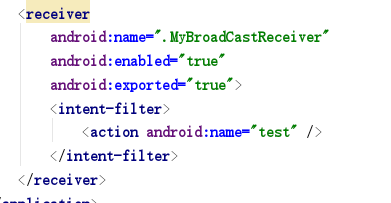 <receiver
android:name=".MyBroadCastReceiver"
android:enabled="true"
android:exported="true">
<intent-filter>
<action android:name="test" />
</intent-filter>
</receiver>
</application>